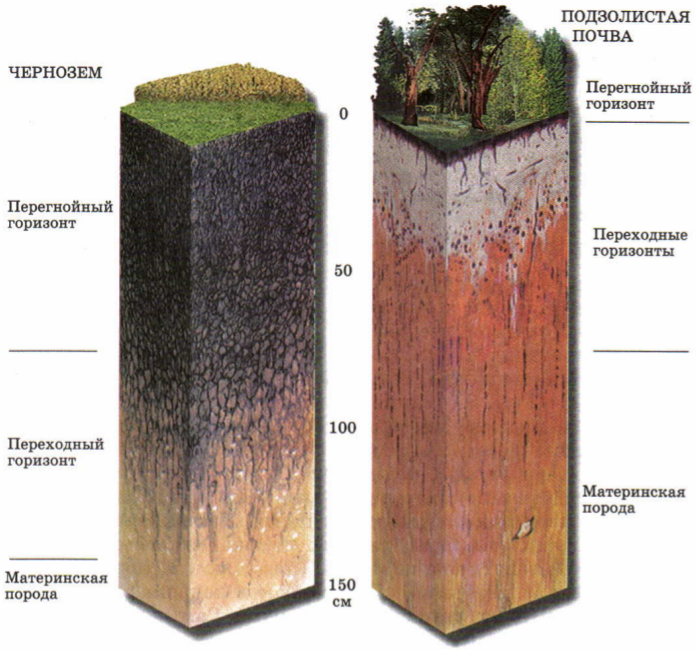 ПОДЗОЛИСТАЯ
ПОЧВА
ЧЕРНОЗЕМ
Перегнойный
горизонт
0
Перегнойный
горизонт
Переходные
горизонты
50
100
Переходный
горизонт
Материнская
порода
Материнская
порода
150
см